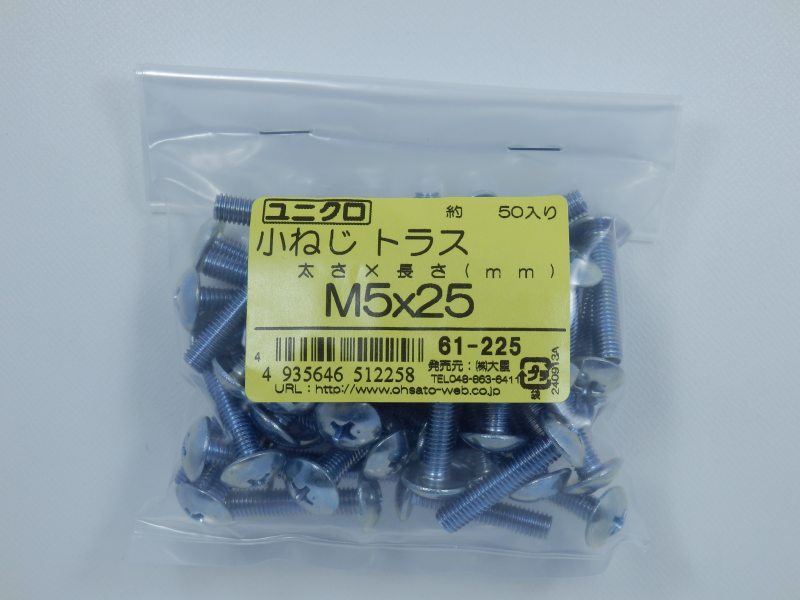 ユニクロ 約 50入り
小ねじ トラス
太さ×長さ(mm)
M5x25
61-225
4 935646 512258
発売元:㈱大里
TEL048-863-6411
URL:http://www.ohsato-web.co.jp
プラ
袋
240913A